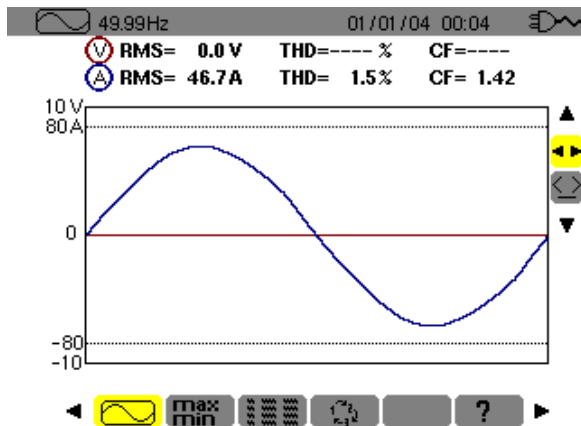 49.99Hz 01/01/04 00:04
V RMS= 0.0 V THD=---- % CF=----
A RMS= 46.7A THD= 1.5% CF= 1.42
10 V
80 A
0
-80
-10
max min ?